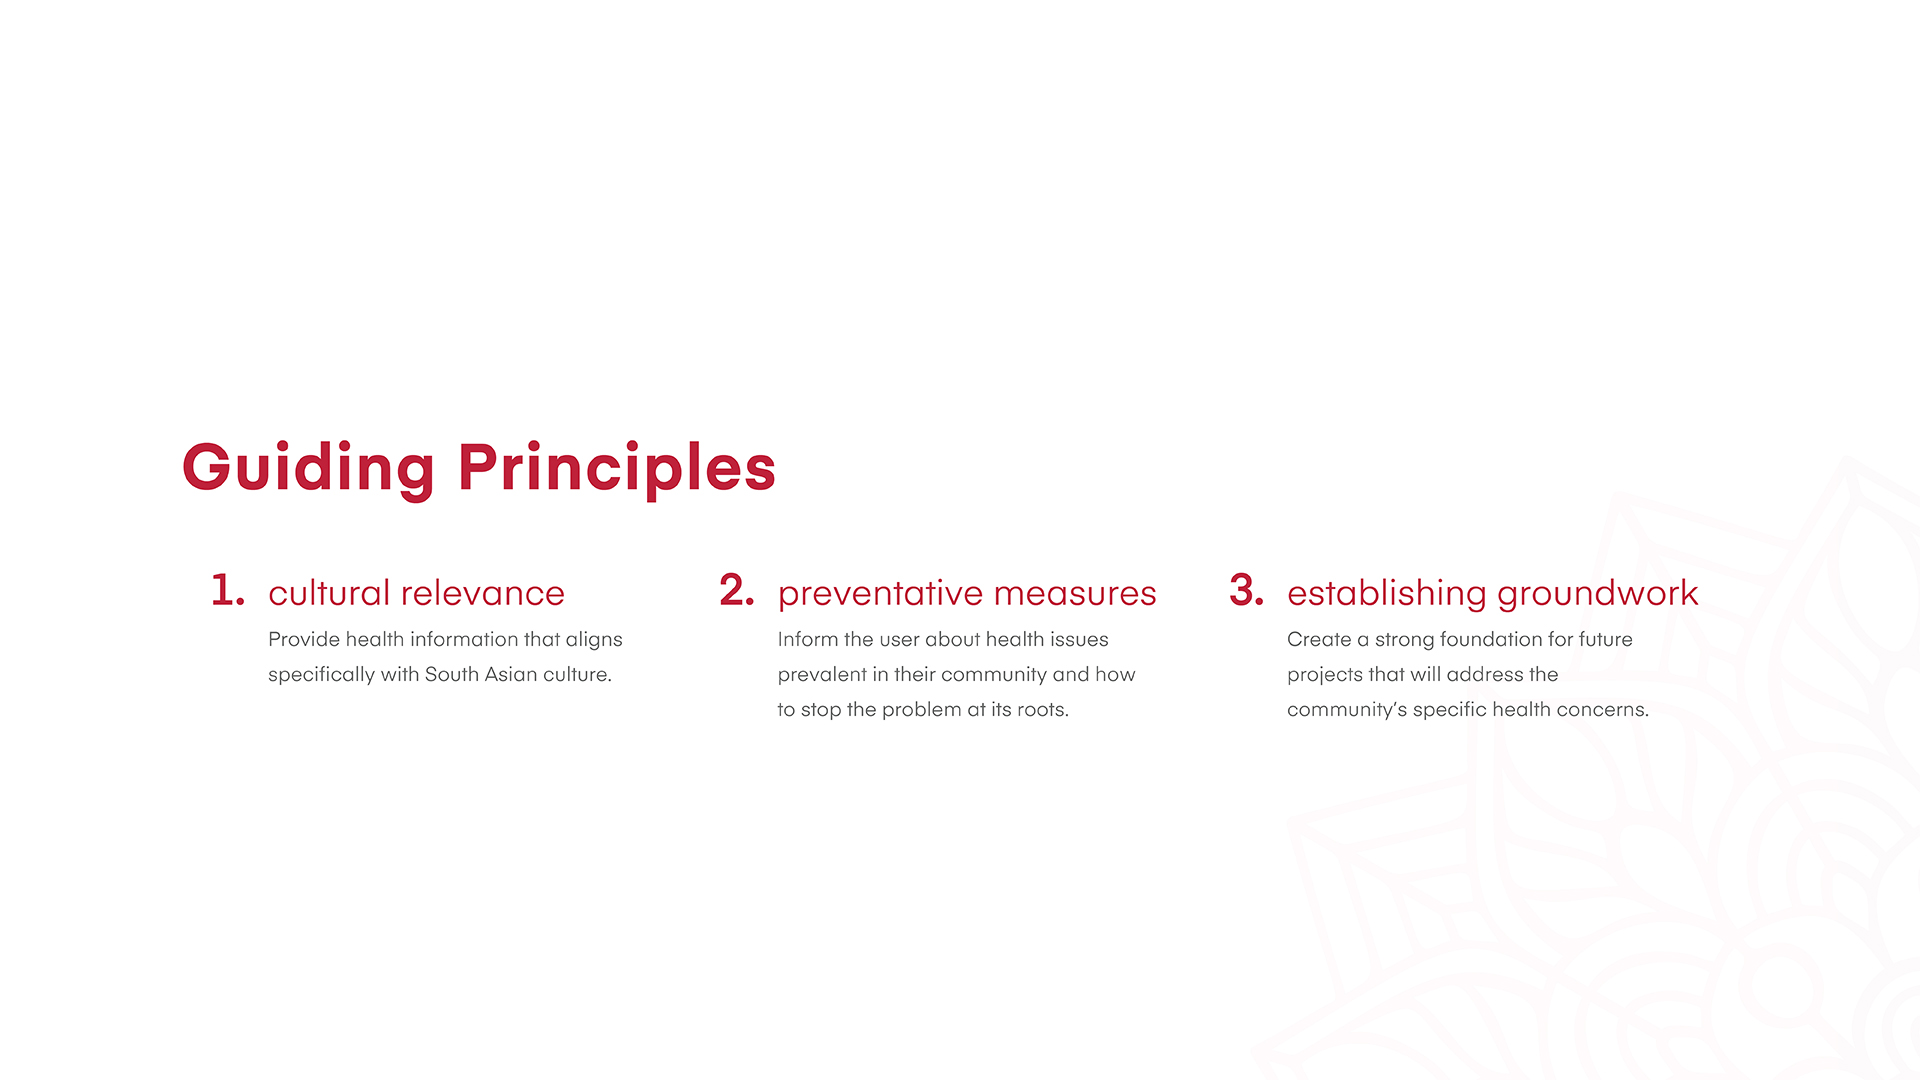 Guiding Principles
1. cultural relevance
Provide health information that aligns
specifically with South Asian culture.
2. preventative measures
Inform the user about health issues
prevalent in their community and how
to stop the problem at its roots.
3. establishing groundwork
Create a strong foundation for future
projects that will address the
community’s specific health concerns.